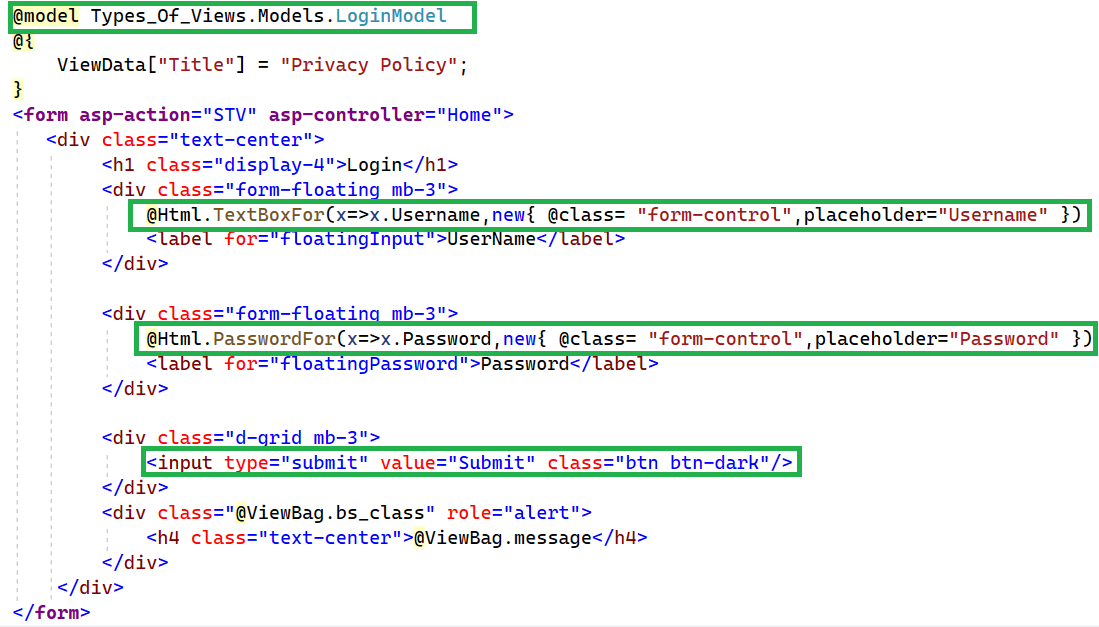 @model Types_Of_Views.Models.LoginModel
@{
    ViewData["Title"] = "Privacy Policy";
}
<form asp-action="STV" asp-controller="Home">
   <div class="text-center">
        <h1 class="display-4">Login</h1>
        <div class="form-floating mb-3">
            @Html.TextBoxFor(x=>x.Username,new{ @class= "form-control",placeholder="Username" })
            <label for="floatingInput">UserName</label>
        </div>

        <div class="form-floating mb-3">
            @Html.PasswordFor(x=>x.Password,new{ @class= "form-control",placeholder="Password" })
            <label for="floatingPassword">Password</label>
        </div>

        <div class="d-grid mb-3">
            <input type="submit" value="Submit" class="btn btn-dark"/>
        </div>
        <div class="@ViewBag.bs_class" role="alert">
            <h4 class="text-center">@ViewBag.message</h4>
        </div>
    </div>
</form>